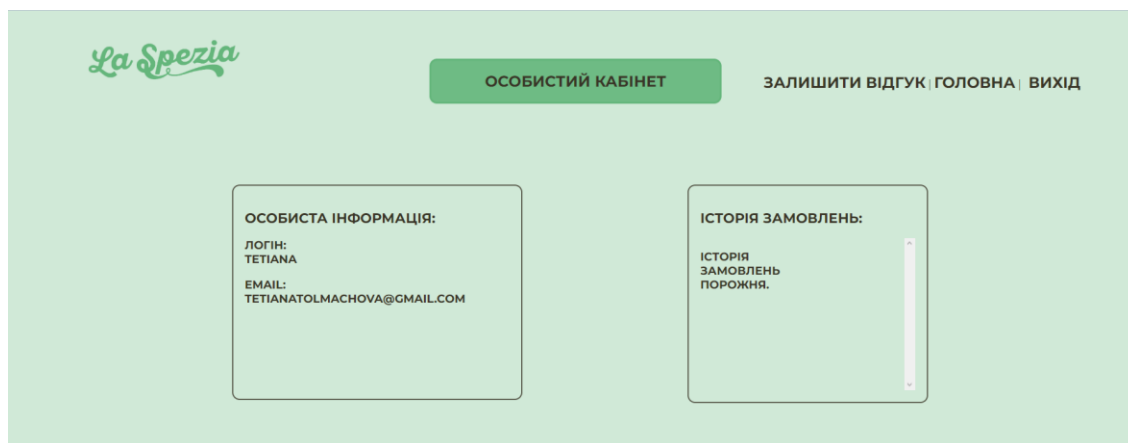 La Spezia
ОСОБИСТИЙ КАБІНЕТ
ЗАЛИШИТИ ВІДГУК | ГОЛОВНА | ВИХІД
ОСОБИСТА ІНФОРМАЦІЯ:
ЛОГІН:
TETIANA
EMAIL:
TETIANATOLMACHOVA@GMAIL.COM
ІСТОРІЯ ЗАМОВЛЕНЬ:
ІСТОРІЯ
ЗАМОВЛЕНЬ
ПОРОЖНЯ.